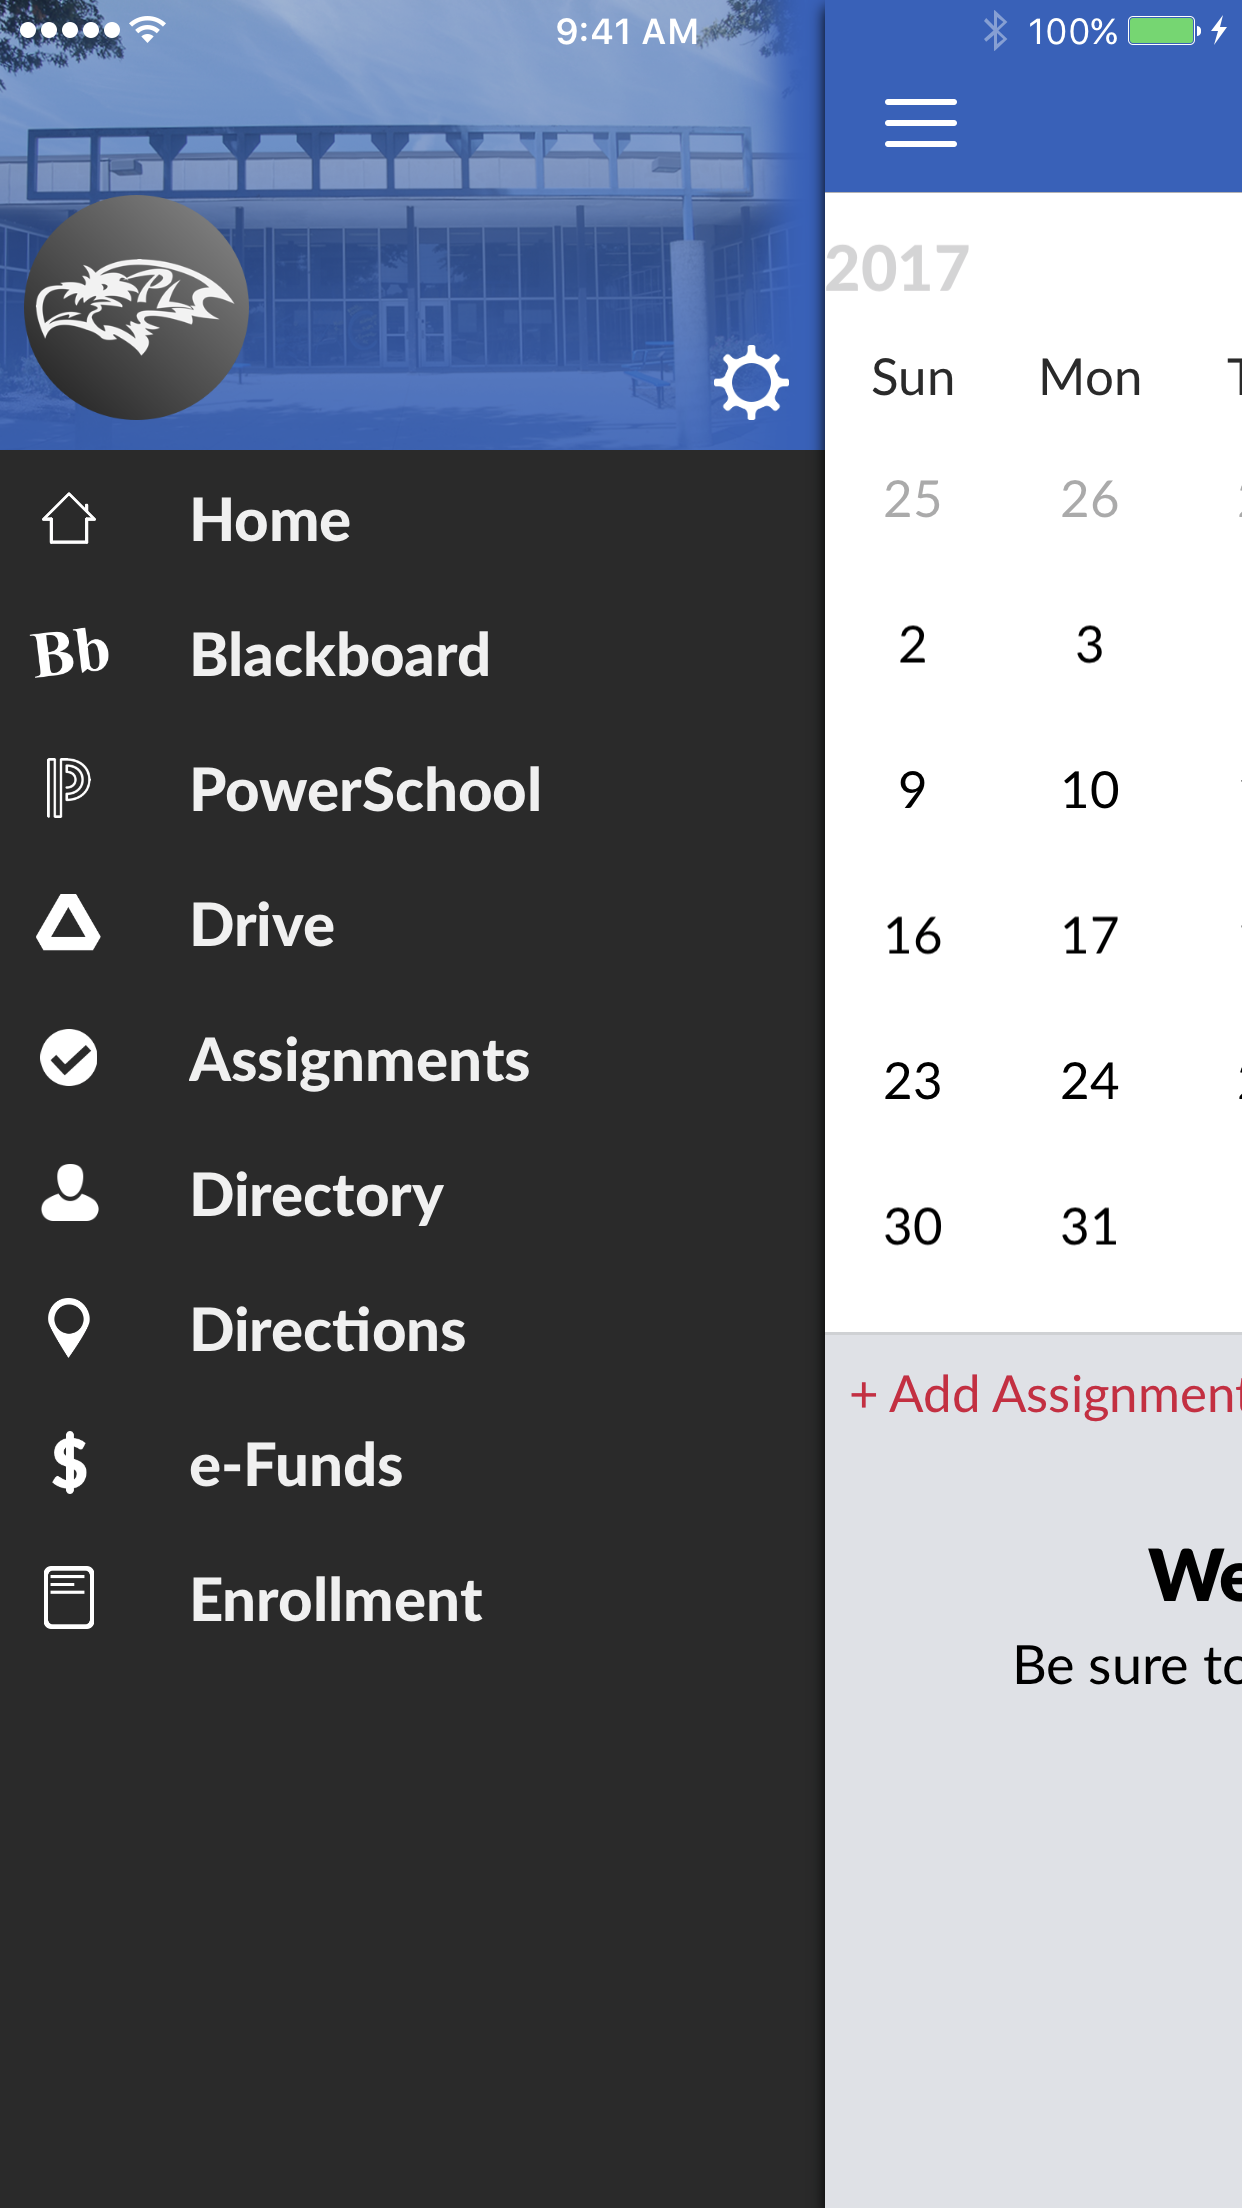 9:41 AM
100%
PL
Home
Bb
Blackboard
PowerSchool
Drive
Assignments
Directory
Directions
$
e-Funds
Enrollment
2017
Sun Mon
25 26
2 3
9 10
16 17
23 24
30 31
+ Add Assignment
We
Be sure to